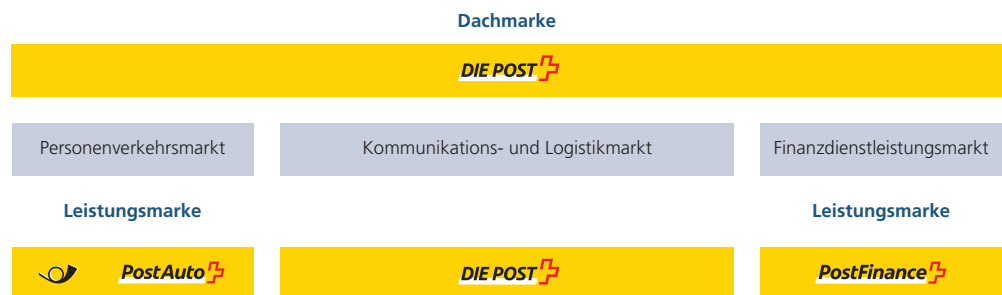 Dachmarke
DIE POST
Personenverkehrsmarkt
Kommunikations- und Logistikmarkt
Finanzdienstleistungsmarkt
Leistungsmarke
Leistungsmarke
PostAuto
DIE POST
PostFinance